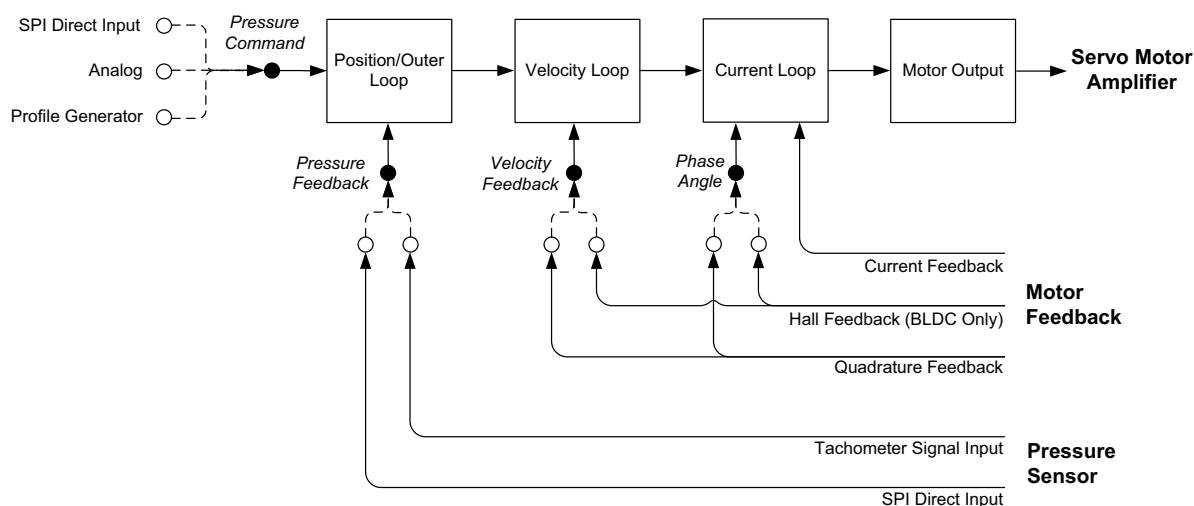 SPI Direct Input
Analog
Profile Generator
Pressure
Command
Position/Outer
Loop
Velocity Loop
Current Loop
Motor Output
Servo Motor
Amplifier
Pressure
Feedback
Velocity
Feedback
Phase
Angle
Current Feedback
Hall Feedback (BLDC Only)
Quadrature Feedback
Motor
Feedback
Tachometer Signal Input
SPI Direct Input
Pressure
Sensor